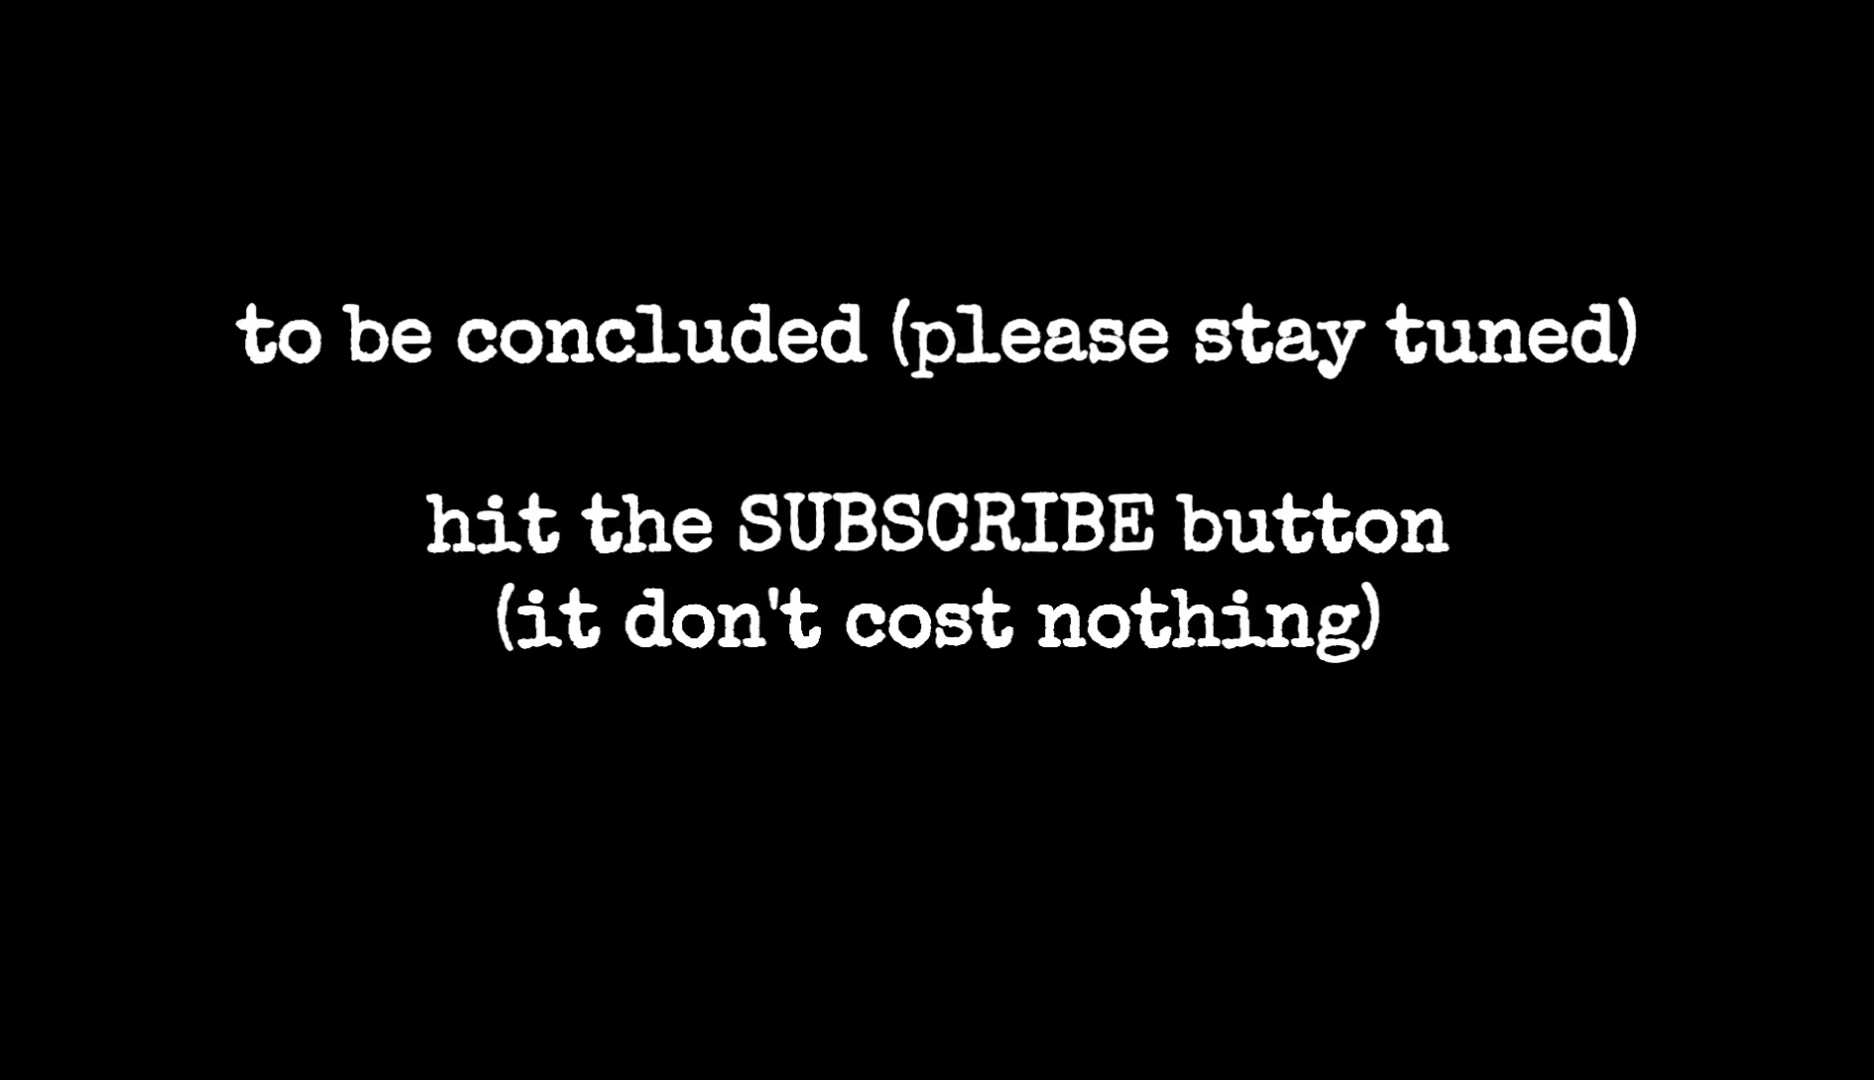 to be concluded (please stay tuned)
hit the SUBSCRIBE button
(it don't cost nothing)